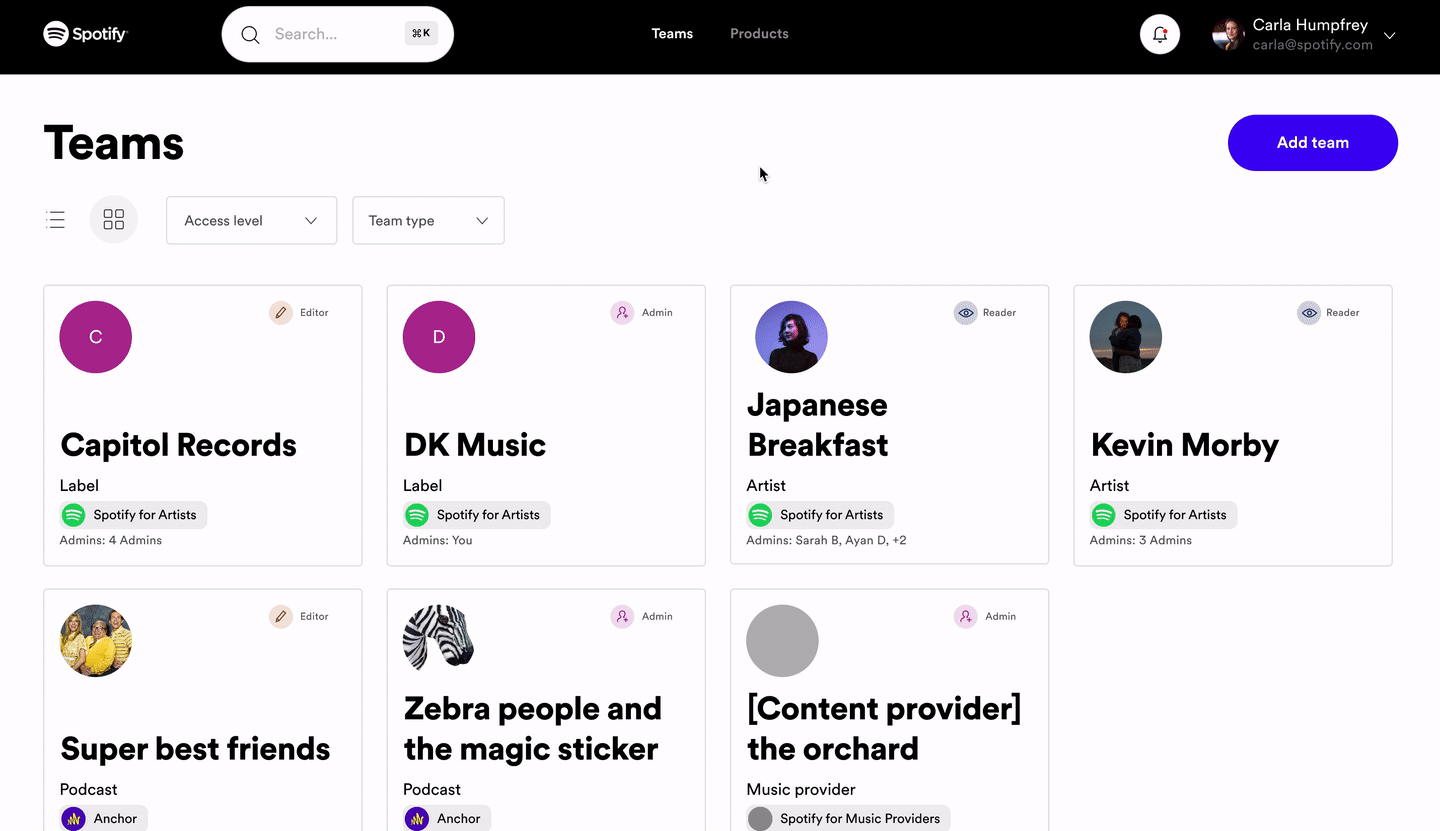 Spotify
Search...
⌘K
Teams
Products
Carla Humpfrey
carla@spotify.com
Teams
Add team
Access level
Team type
C
Editor
Capitol Records
Label
Spotify for Artists
Admins: 4 Admins
D
Admin
DK Music
Label
Spotify for Artists
Admins: You
Reader
Japanese
Breakfast
Artist
Spotify for Artists
Admins: Sarah B, Ayan D, +2
Reader
Kevin Morby
Artist
Spotify for Artists
Admins: 3 Admins
Editor
Super best friends
Podcast
Anchor
Admin
Zebra people and
the magic sticker
Podcast
Anchor
Admin
[Content provider]
the orchard
Music provider
Spotify for Music Providers